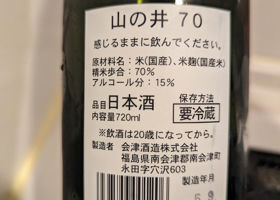 山の井 70
感じるままに飲んでください。
原材料名：米(国産)、米麹(国産米)
精米歩合：70%
アルコール分：15%
品目 日本酒
内容量720ml
保存方法
要冷蔵
※飲酒は20歳になってから。
製造者 会津酒造株式会社
福島県南会津郡南会津町
永田字穴沢603
製造年月